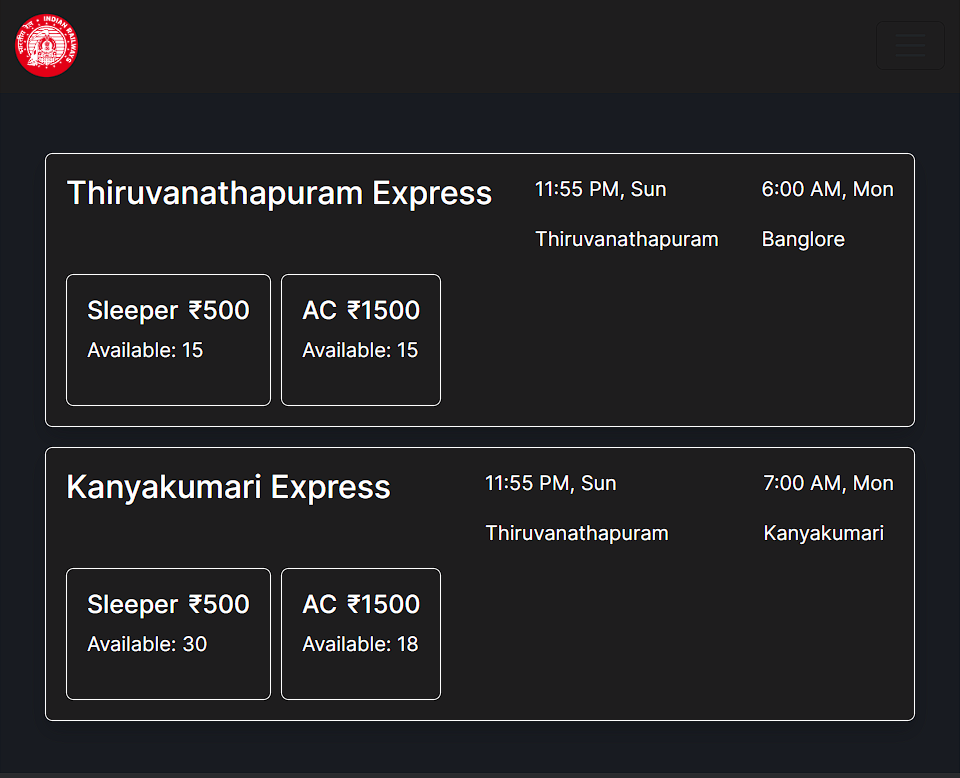 INDIAN RAILWAYS
भारतीय रेल
Thiruvanathapuram Express
11:55 PM, Sun
6:00 AM, Mon
Thiruvanathapuram
Banglore
Sleeper ₹500
AC ₹1500
Available: 15
Available: 15
Kanyakumari Express
11:55 PM, Sun
7:00 AM, Mon
Thiruvanathapuram
Kanyakumari
Sleeper ₹500
AC ₹1500
Available: 30
Available: 18